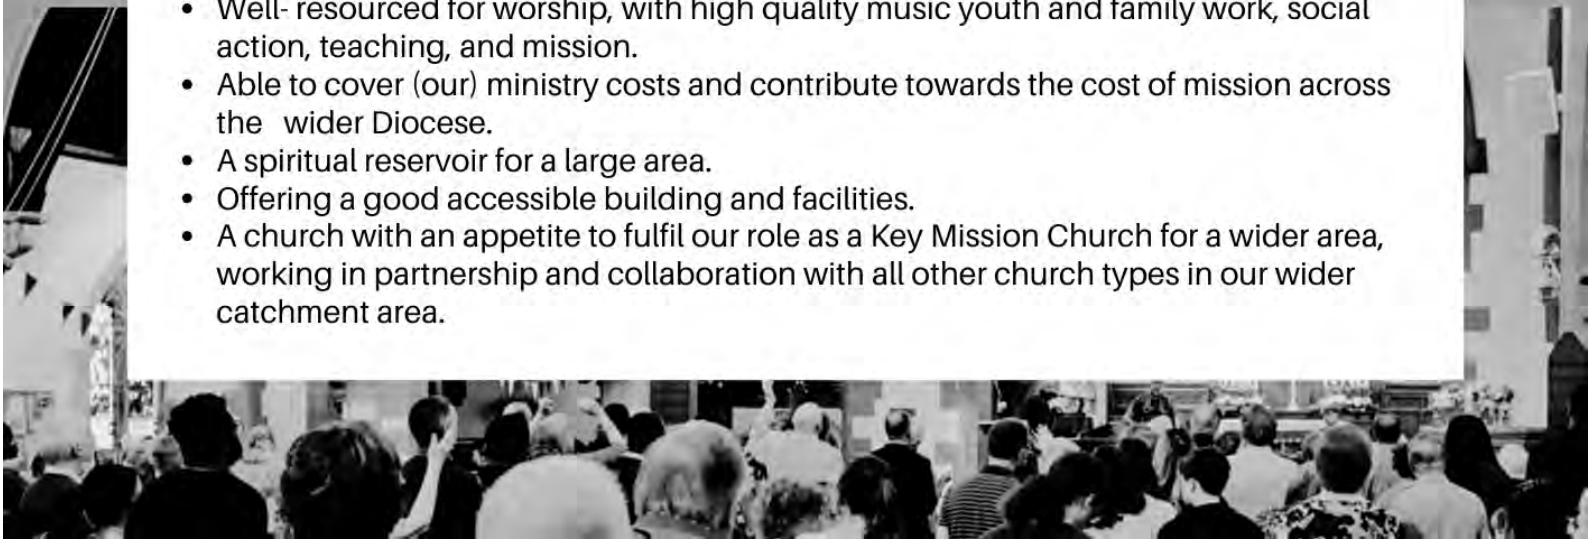 • Well- resourced for worship, with high quality music youth and family work, social
action, teaching, and mission.
• Able to cover (our) ministry costs and contribute towards the cost of mission across
the   wider Diocese.
• A spiritual reservoir for a large area.
• Offering a good accessible building and facilities.
• A church with an appetite to fulfil our role as a Key Mission Church for a wider area,
working in partnership and collaboration with all other church types in our wider
catchment area.